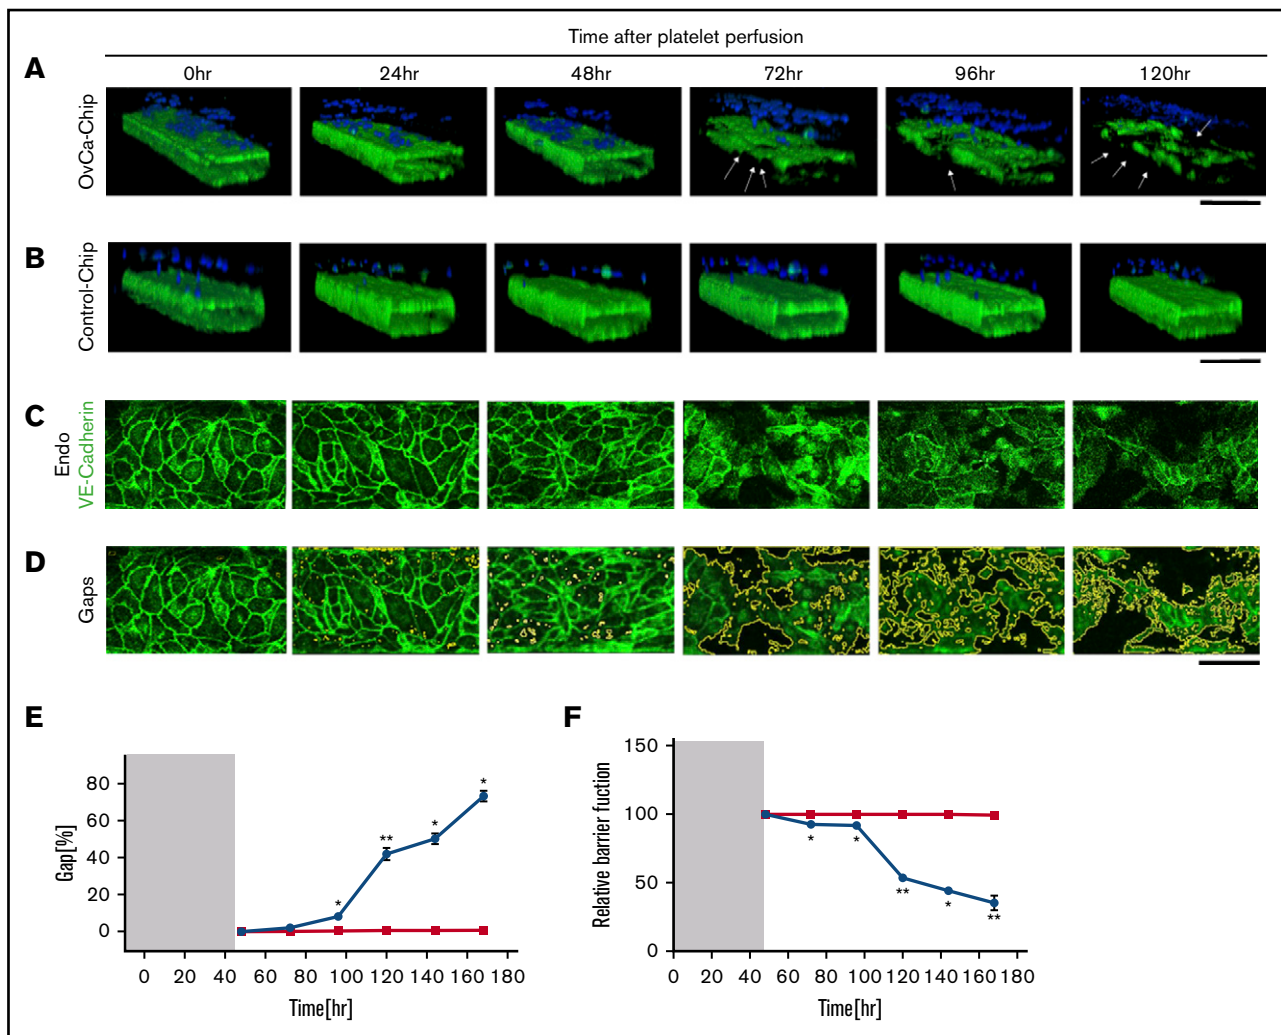 Time after platelet perfusion
A
0hr 24hr 48hr 72hr 96hr 120hr
OvCa-Chip
B
Control-Chip
C
Endo
VE-Cadherin
D
Gaps
E
Gap[%]
80
60
40
20
0
* ** * *
0 20 40 60 80 100 120 140 160 180
Time[hr]
F
Relative barrier fuction
150
100
50
0
* * ** * **
0 20 40 60 80 100 120 140 160 180
Time[hr]